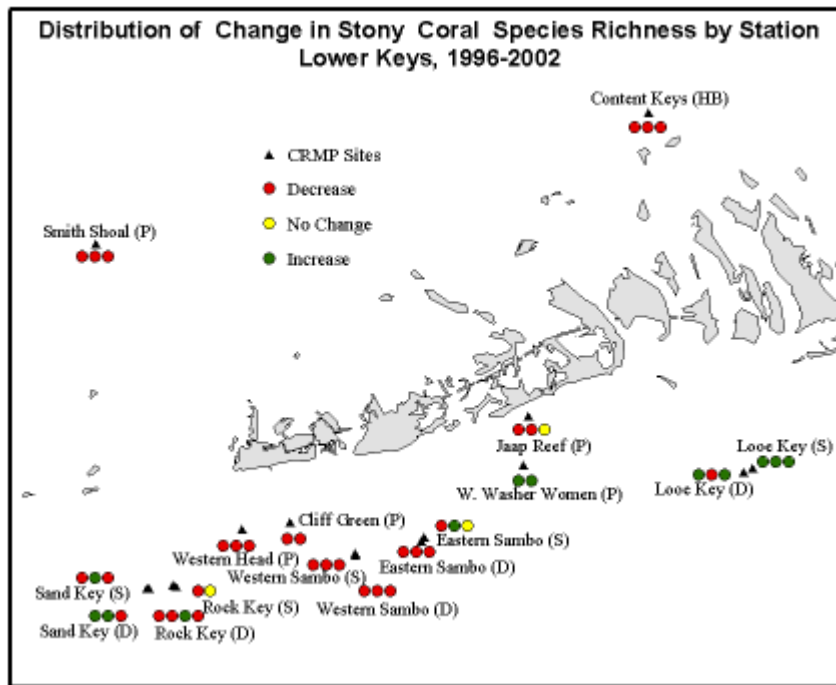 Distribution of Change in Stony Coral Species Richness by Station
Lower Keys, 1996-2002
Content Keys (HB)
CRMP Sites
Decrease
No Change
Increase
Smith Shoal (P)
Jaap Reef (P)
Looe Key (S)
Looe Key (D)
W. Washer Women (P)
Cliff Green (P)
Eastern Sambo (S)
Western Head (P)
Eastern Sambo (D)
Western Sambo (S)
Sand Key (S)
Rock Key (S)
Western Sambo (D)
Sand Key (D)
Rock Key (D)